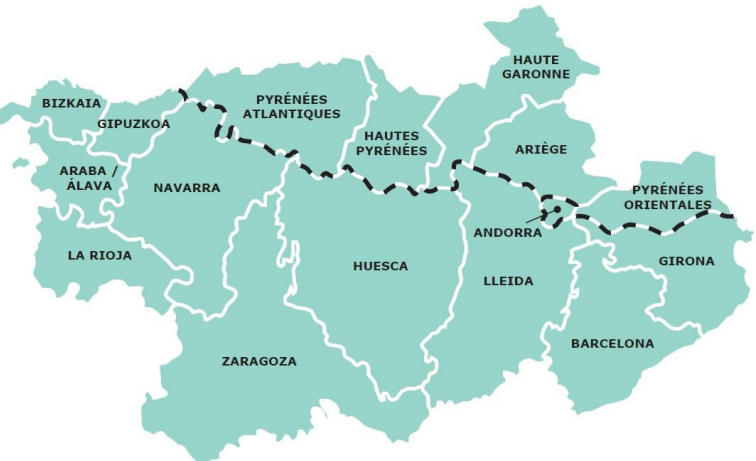 HAUTE
GARONNE
BIZKAIA
PYRÉNÉES
ATLANTIQUES
GIPUZKOA
HAUTES
PYRÉNÉES
ARIÈGE
ARABA /
ÁLAVA
NAVARRA
PYRÉNÉES
ORIENTALES
ANDORRA
LA RIOJA
HUESCA
LLEIDA
GIRONA
ZARAGOZA
BARCELONA